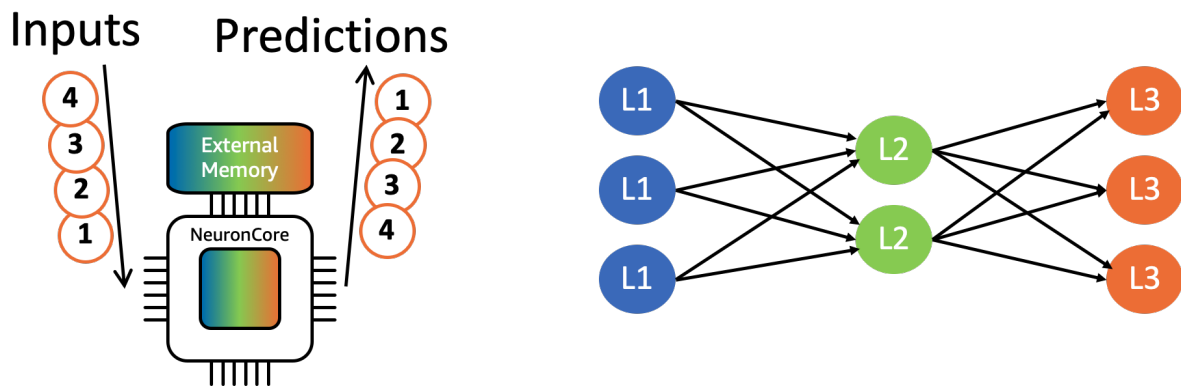 Inputs
Predictions
4
3
2
1
External
Memory
NeuronCore
1
2
3
4
L1
L1
L1
L2
L2
L3
L3
L3